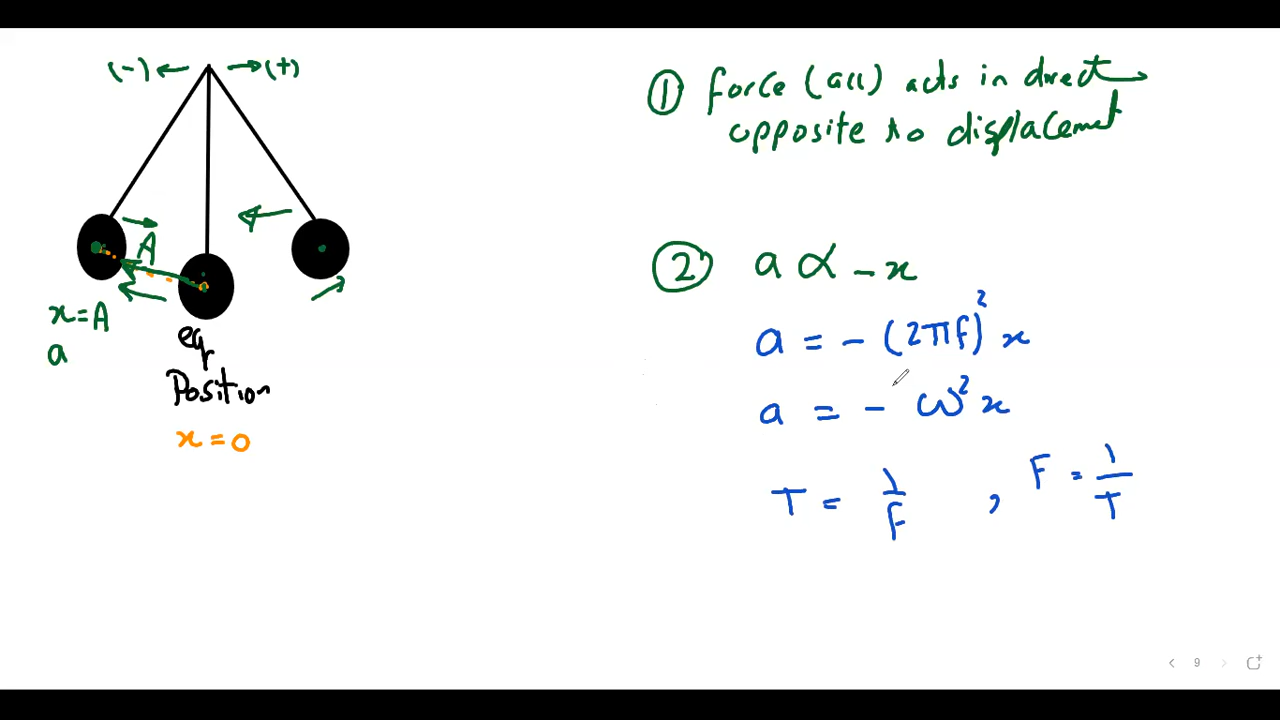 (-) ← → (+)
① force (acc) acts in direct→
opposite to displacement
A
x=A
a
eq
Position
x=0
② a α -x
a = - (2πf)² x
a = - ω² x
T = 1/F , F = 1/T
9